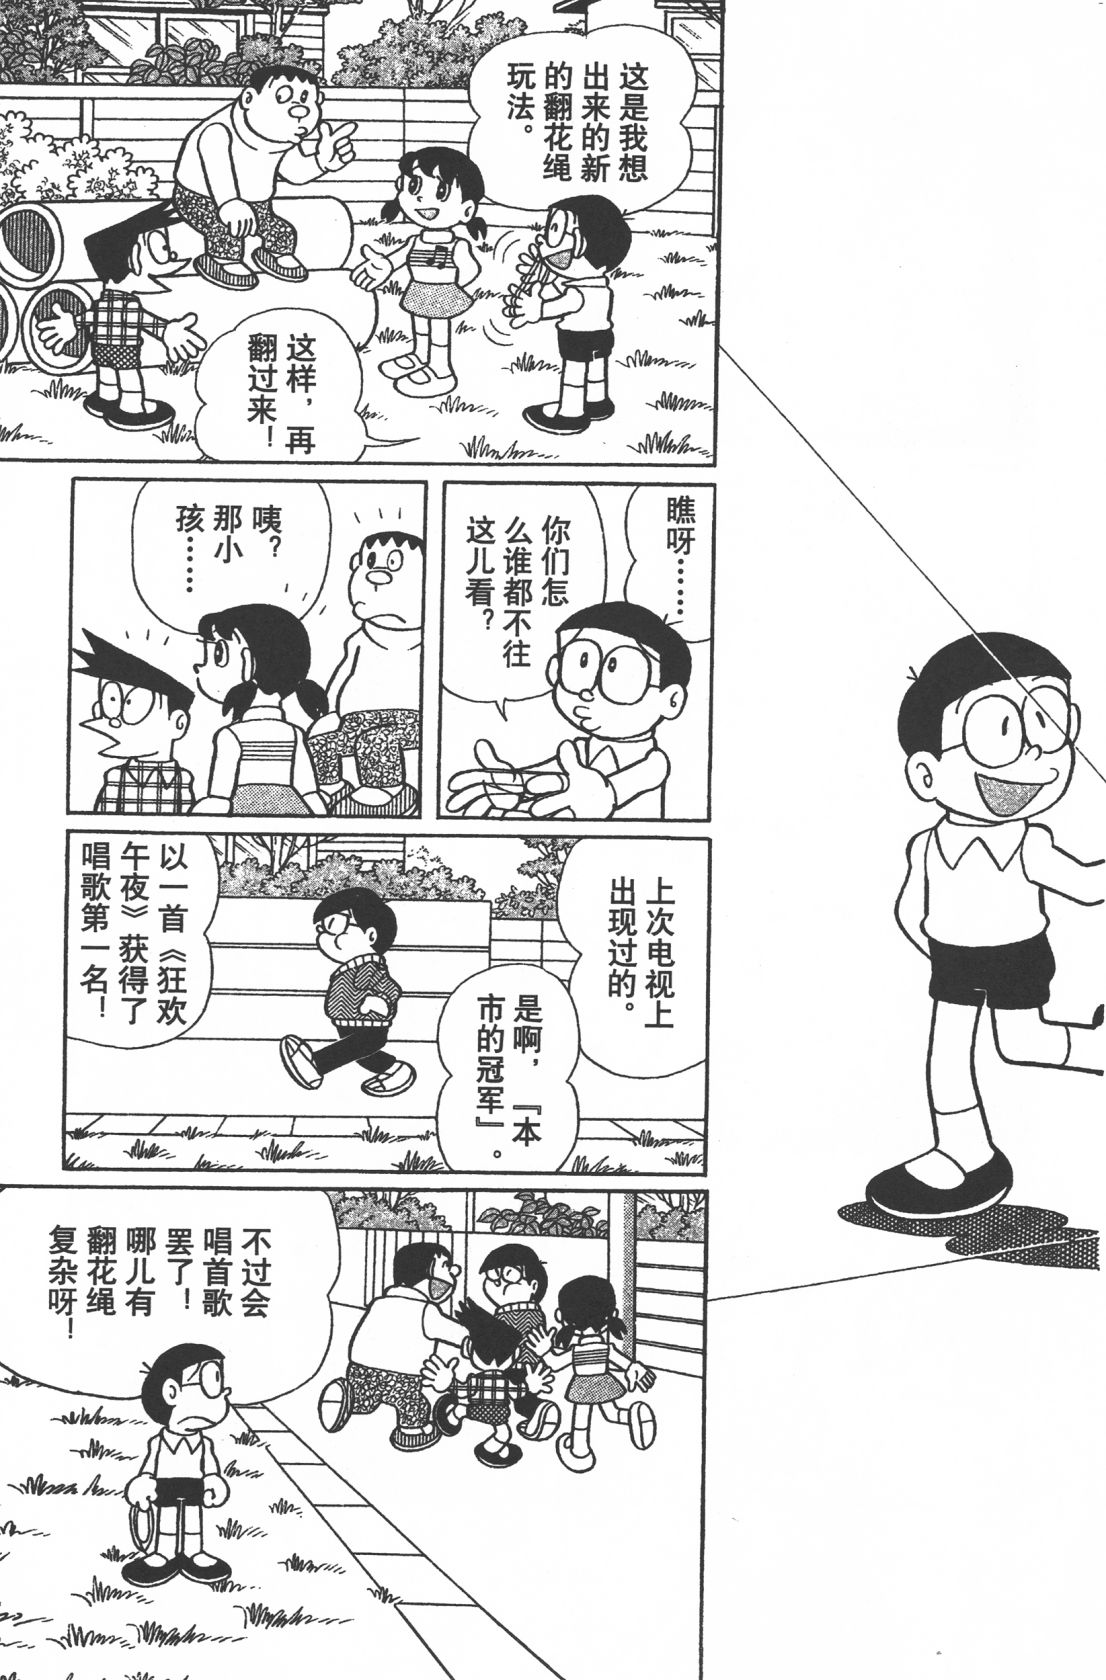 这是我想
出来的新
的翻花绳
玩法。
这样，再
翻过来！
瞧呀……
你们怎
么谁都不往
这儿看？
咦？
那小
孩……
上次电视上
出现过的。
是啊，『本
市的冠军』。
以一首《狂欢
午夜》获得了
唱歌第一名！
不过会
唱首歌
罢了！
哪儿有
翻花绳
复杂呀！